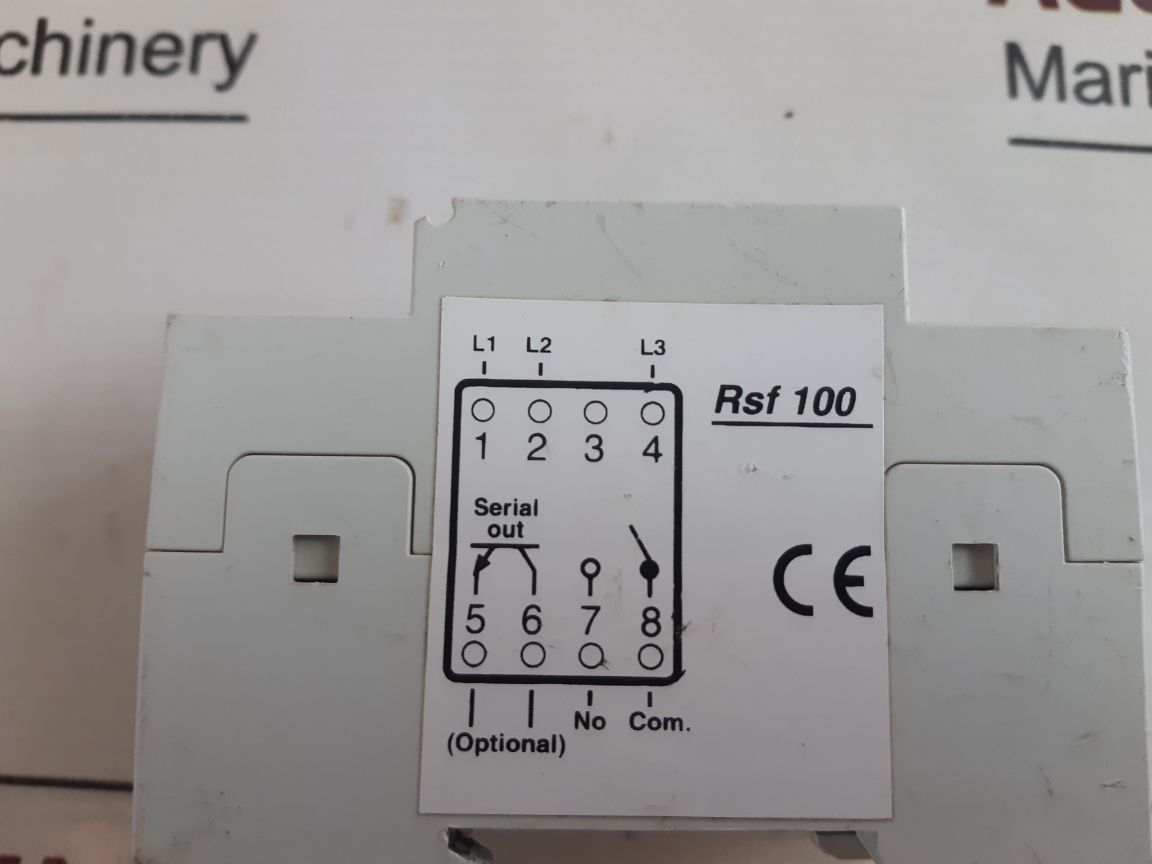 chinery
Mari
L1 L2 L3
Rsf 100
1 2 3 4
Serial
out
5 6 7 8
CE
No Com.
(Optional)